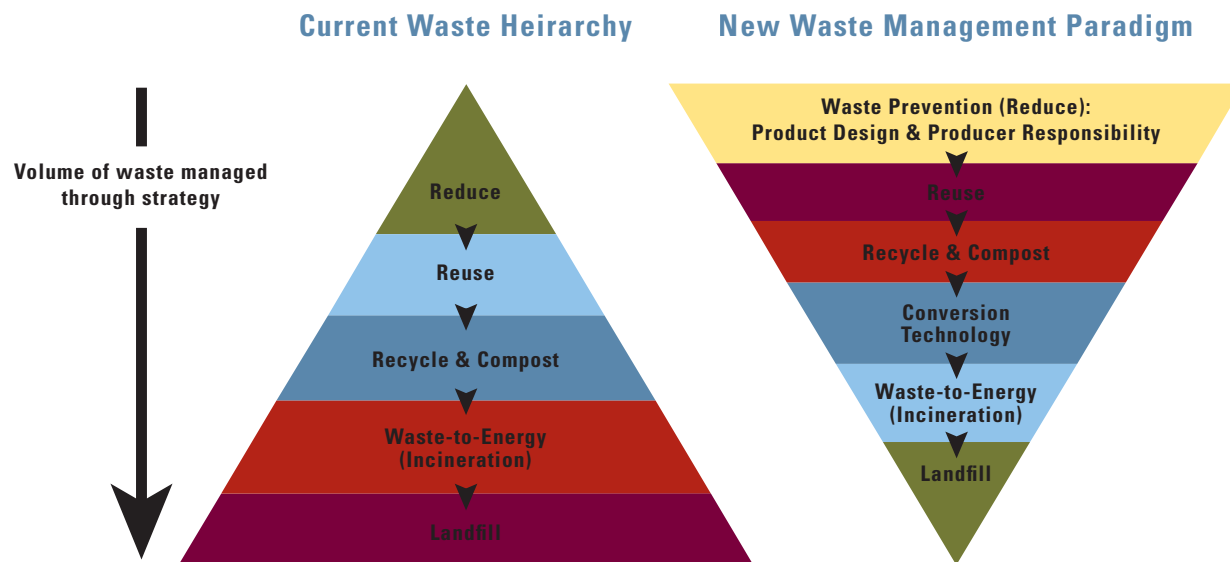 Current Waste Heirarchy
New Waste Management Paradigm
Volume of waste managed
through strategy
Reduce
Reuse
Recycle & Compost
Waste-to-Energy
(Incineration)
Landfill
Waste Prevention (Reduce):
Product Design & Producer Responsibility
Reuse
Recycle & Compost
Conversion
Technology
Waste-to-Energy
(Incineration)
Landfill